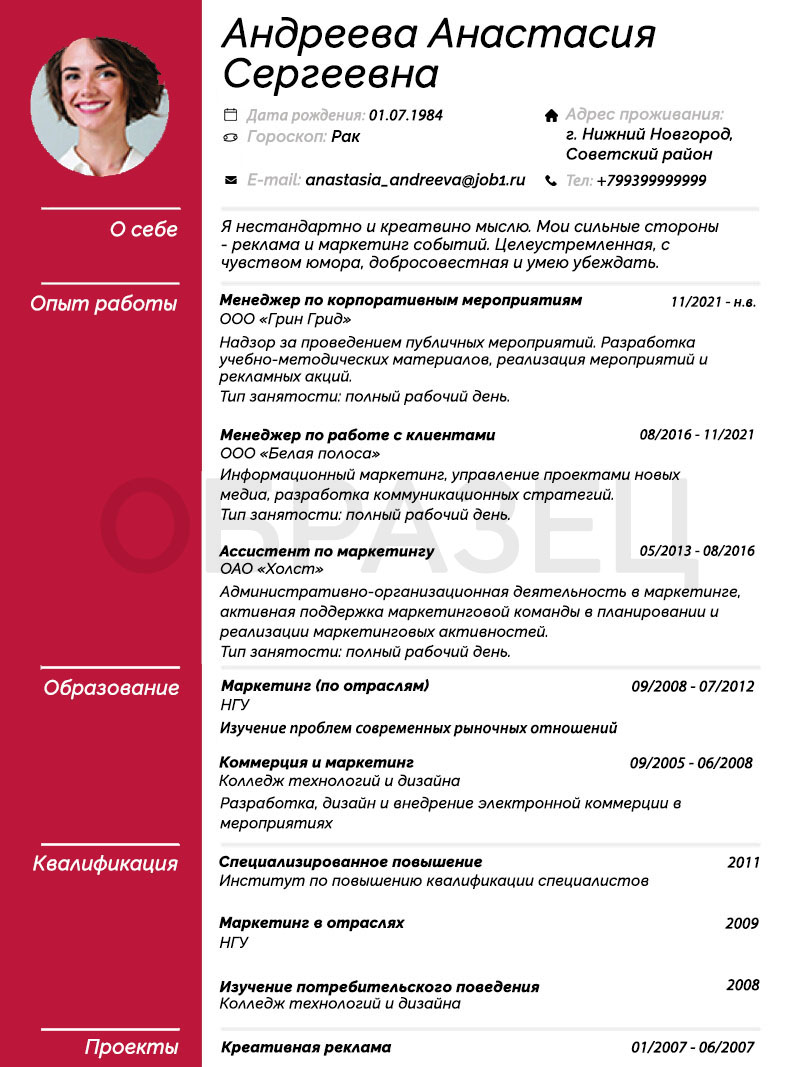 Андреева Анастасия
Сергеевна
Дата рождения: 01.07.1984
Гороскоп: Рак
Адрес проживания:
г. Нижний Новгород,
Советский район
E-mail: anastasia_andreeva@job1.ru
Тел: +799399999999
О себе
Я нестандартно и креатвино мыслю. Мои сильные стороны
- реклама и маркетинг событий. Целеустремленная, с
чувством юмора, добросовестная и умею убеждать.
Опыт работы
Менеджер по корпоративным мероприятиям 11/2021 - н.в.
ООО «Грин Грид»
Надзор за проведением публичных мероприятий. Разработка
учебно-методических материалов, реализация мероприятий и
рекламных акций.
Тип занятости: полный рабочий день.
Менеджер по работе с клиентами 08/2016 - 11/2021
ООО «Белая полоса»
Информационный маркетинг, управление проектами новых
медиа, разработка коммуникационных стратегий.
Тип занятости: полный рабочий день.
ОБРАЗЕЦ
Ассистент по маркетингу 05/2013 - 08/2016
ОАО «Холст»
Административно-организационная деятельность в маркетинге,
активная поддержка маркетинговой команды в планировании и
реализации маркетинговых активностей.
Тип занятости: полный рабочий день.
Образование
Маркетинг (по отраслям) 09/2008 - 07/2012
НГУ
Изучение проблем современных рыночных отношений
Коммерция и маркетинг 09/2005 - 06/2008
Колледж технологий и дизайна
Разработка, дизайн и внедрение электронной коммерции в
мероприятиях
Квалификация
Специализированное повышение 2011
Институт по повышению квалификации специалистов
Маркетинг в отраслях 2009
НГУ
Изучение потребительского поведения 2008
Колледж технологий и дизайна
Проекты
Креативная реклама 01/2007 - 06/2007